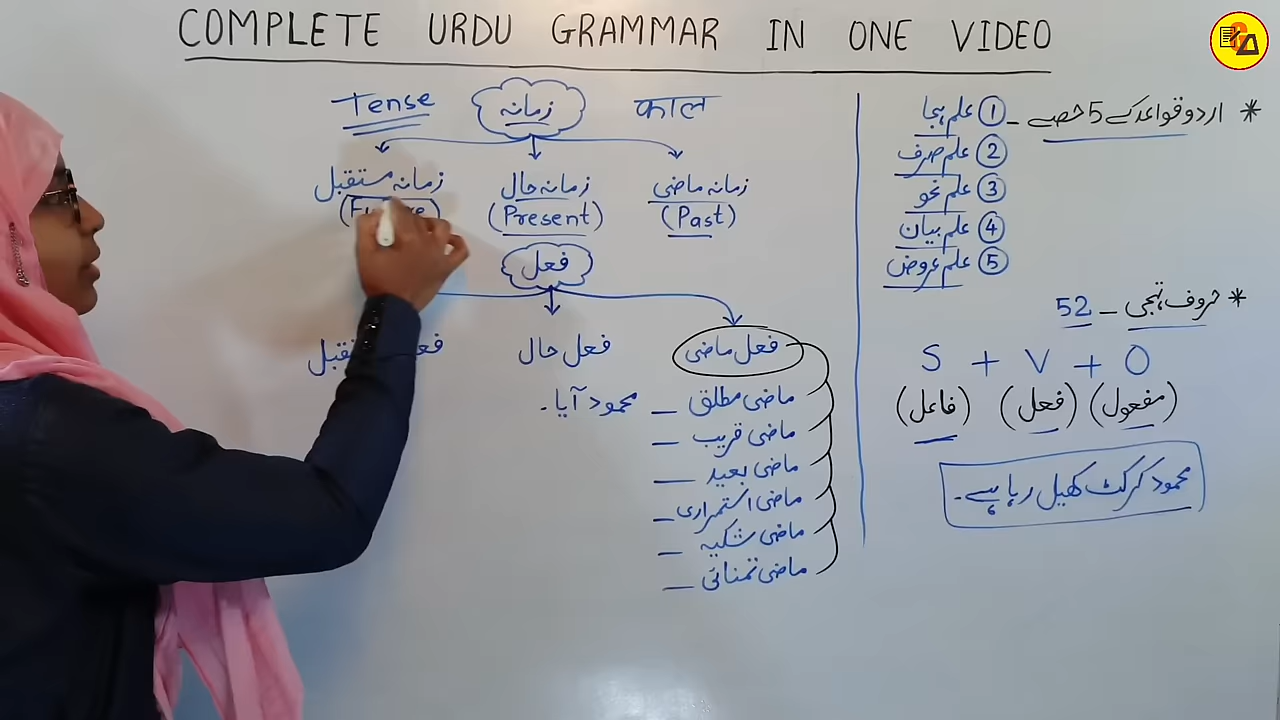 COMPLETE URDU GRAMMAR IN ONE VIDEO
* اردو قواعد کے 5 حصے _ ① علم ہجا
② علم صرف
③ علم نحو
④ علم بیان
⑤ علم عروض
* حروف تہجی _ 52
S + V + O
(فاعل) (فعل) (مفعول)
محمود کرکٹ کھیل رہا ہے۔
Tense زمانہ काल
زمانہ ماضی زمانہ حال زمانہ مستقبل
(Past) (Present)
فعل
فعل ماضی فعل حال
ماضی مطلق _ محمود آیا۔
ماضی قریب _
ماضی بعید _
ماضی استمراری _
ماضی شکیہ _
ماضی تمنائی _